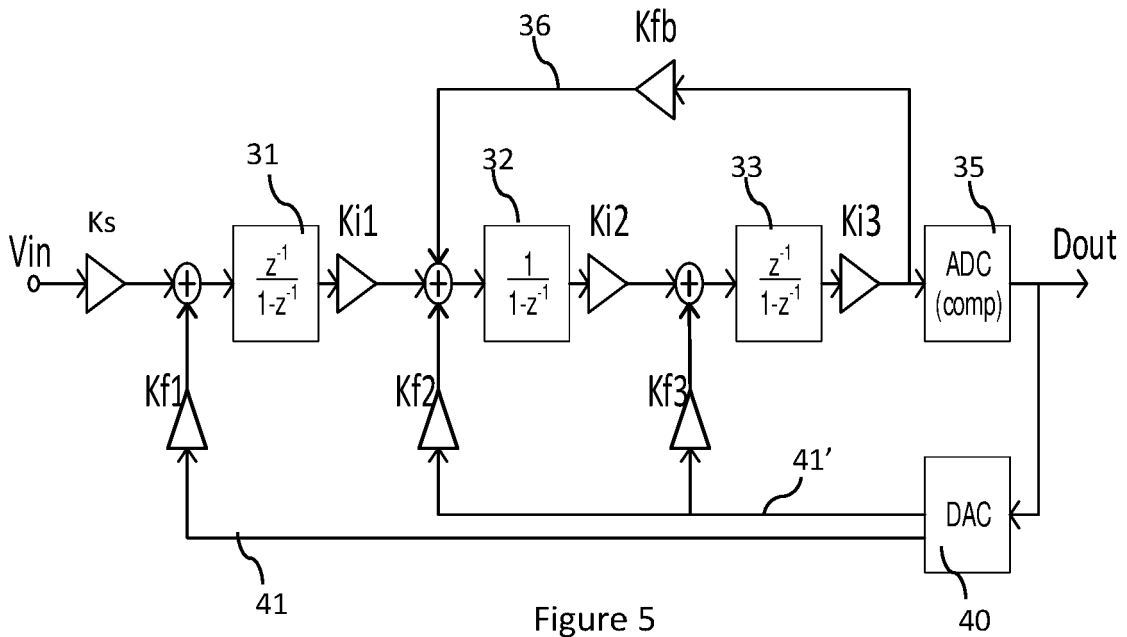 36
Kfb
31
32
33
35
Vin
Ks
+
z-1
1-z-1
Ki1
+
1
1-z-1
Ki2
+
z-1
1-z-1
Ki3
ADC
(comp)
Dout
Kf1
Kf2
Kf3
41'
DAC
41
40
Figure 5